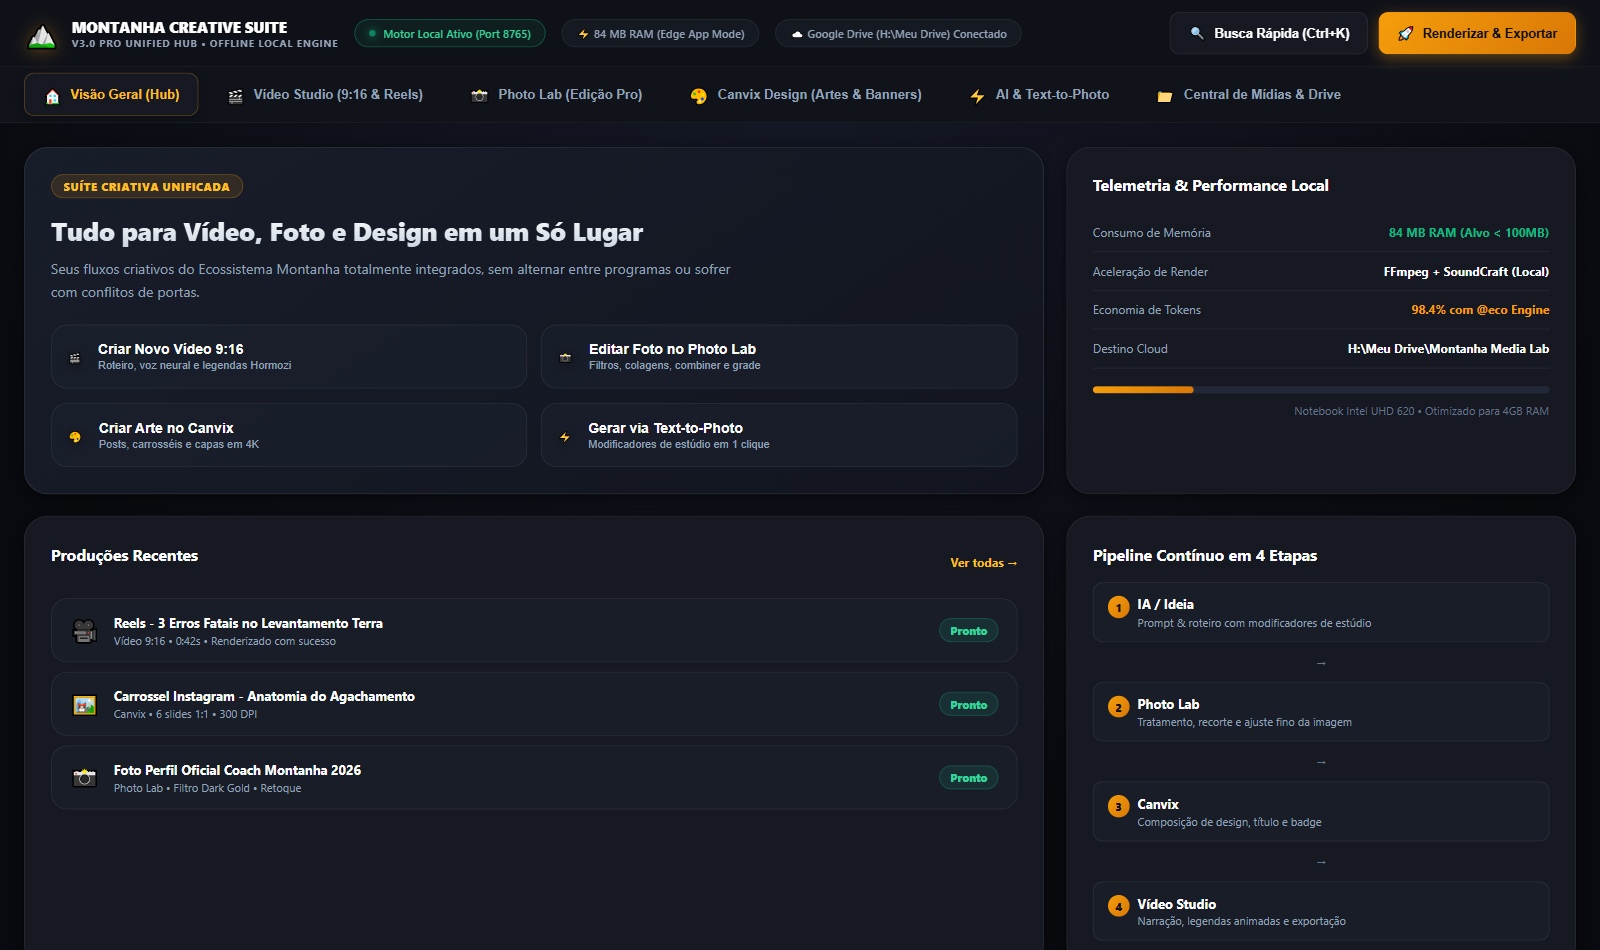 MONTANHA CREATIVE SUITE
V3.0 PRO UNIFIED HUB • OFFLINE LOCAL ENGINE
Motor Local Ativo (Port 8765)
84 MB RAM (Edge App Mode)
Google Drive (H:\Meu Drive) Conectado
Busca Rápida (Ctrl+K)
Renderizar & Exportar
Visão Geral (Hub)
Vídeo Studio (9:16 & Reels)
Photo Lab (Edição Pro)
Canvix Design (Artes & Banners)
AI & Text-to-Photo
Central de Mídias & Drive
SUÍTE CRIATIVA UNIFICADA
Tudo para Vídeo, Foto e Design em um Só Lugar
Seus fluxos criativos do Ecossistema Montanha totalmente integrados, sem alternar entre programas ou sofrer
com conflitos de portas.
Criar Novo Vídeo 9:16
Roteiro, voz neural e legendas Hormozi
Editar Foto no Photo Lab
Filtros, colagens, combiner e grade
Criar Arte no Canvix
Posts, carrosséis e capas em 4K
Gerar via Text-to-Photo
Modificadores de estúdio em 1 clique
Telemetria & Performance Local
Consumo de Memória
84 MB RAM (Alvo < 100MB)
Aceleração de Render
FFmpeg + SoundCraft (Local)
Economia de Tokens
98.4% com @eco Engine
Destino Cloud
H:\Meu Drive\Montanha Media Lab
Notebook Intel UHD 620 • Otimizado para 4GB RAM
Produções Recentes
Ver todas →
Reels - 3 Erros Fatais no Levantamento Terra
Vídeo 9:16 • 0:42s • Renderizado com sucesso
Pronto
Carrossel Instagram - Anatomia do Agachamento
Canvix • 6 slides 1:1 • 300 DPI
Pronto
Foto Perfil Oficial Coach Montanha 2026
Photo Lab • Filtro Dark Gold • Retoque
Pronto
Pipeline Contínuo em 4 Etapas
1
IA / Ideia
Prompt & roteiro com modificadores de estúdio
→
2
Photo Lab
Tratamento, recorte e ajuste fino da imagem
→
3
Canvix
Composição de design, título e badge
→
4
Vídeo Studio
Narração, legendas animadas e exportação